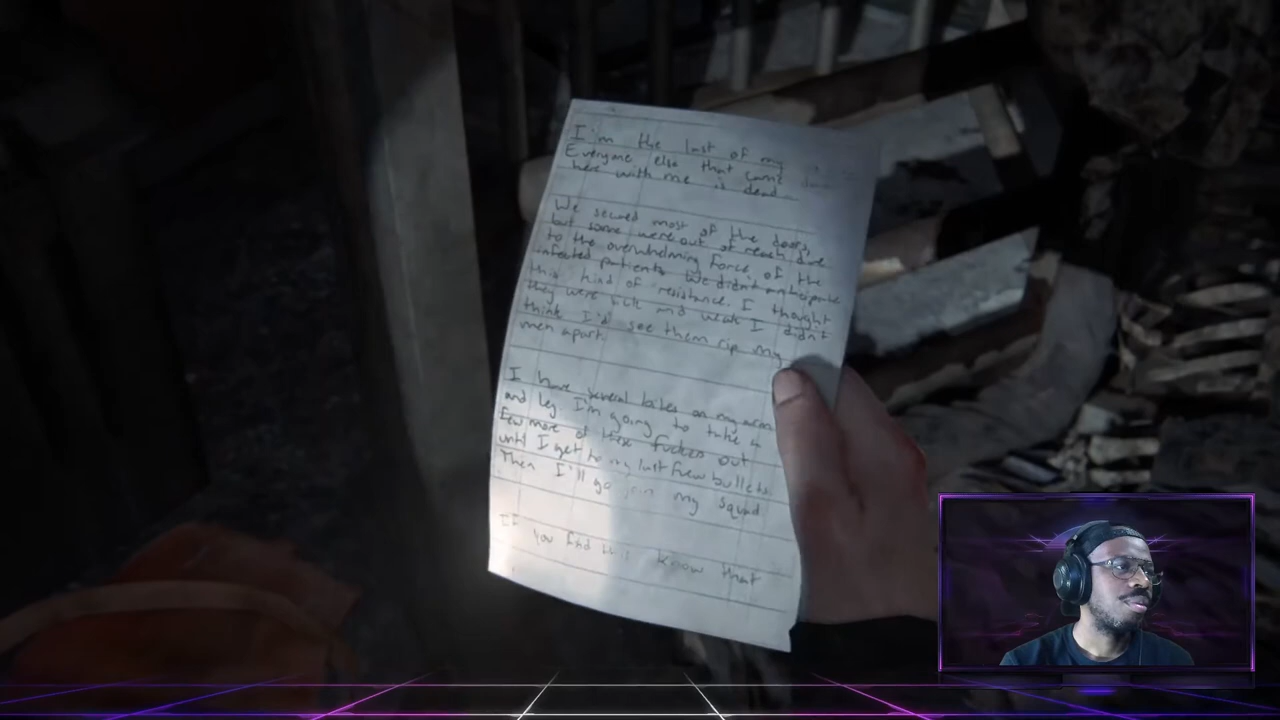 I'm the last of my
Everyone else that came
here with me is dead
We secured most of the doors,
but some were out of reach due
to the overwhelming force of the
infected patients. We didn't anticipate
this kind of resistance. I thought
they were sick and weak I didn't
think I'd see them rip my
men apart.
I have several bites on my arm
and leg I'm going to take a
few more of these fuckers out
until I get to my last few bullets.
Then I'll go join my squad
If you find this know that